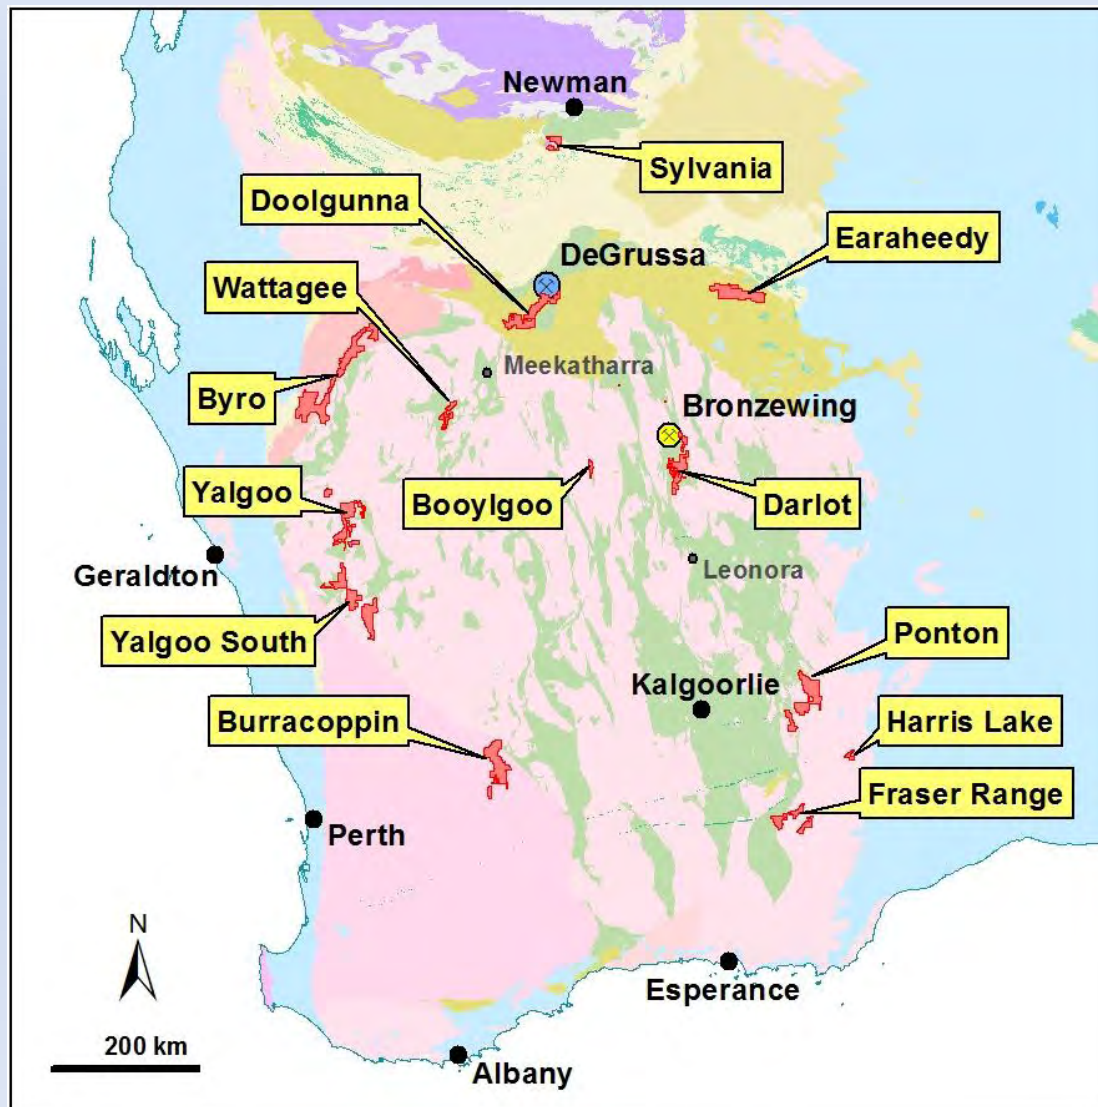 Newman
Sylvania
Doolgunna
Earaheedy
DeGrussa
Wattagee
Meekatharra
Byro
Bronzewing
Yalgoo
Booylgoo
Darlot
Geraldton
Leonora
Yalgoo South
Ponton
Kalgoorlie
Burracoppin
Harris Lake
Fraser Range
Perth
N
Esperance
200 km
Albany